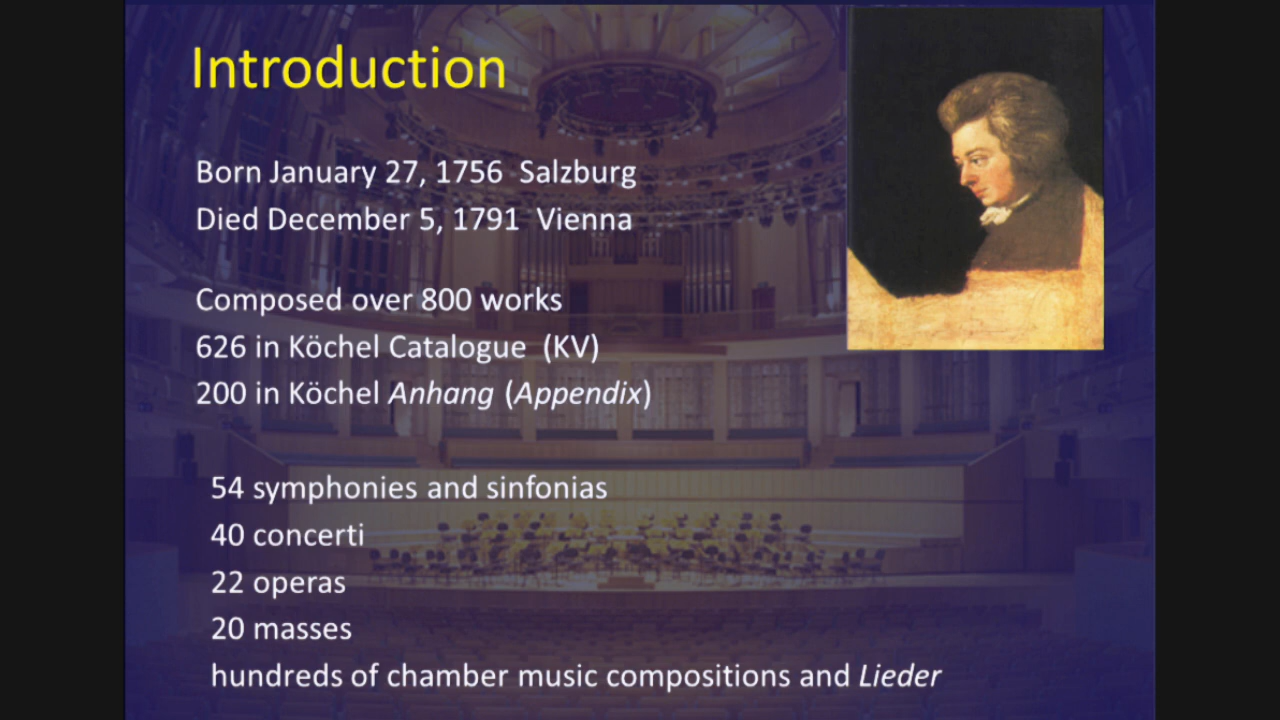 Introduction
Born January 27, 1756 Salzburg
Died December 5, 1791 Vienna
Composed over 800 works
626 in Köchel Catalogue (KV)
200 in Köchel Anhang (Appendix)
54 symphonies and sinfonias
40 concerti
22 operas
20 masses
hundreds of chamber music compositions and Lieder